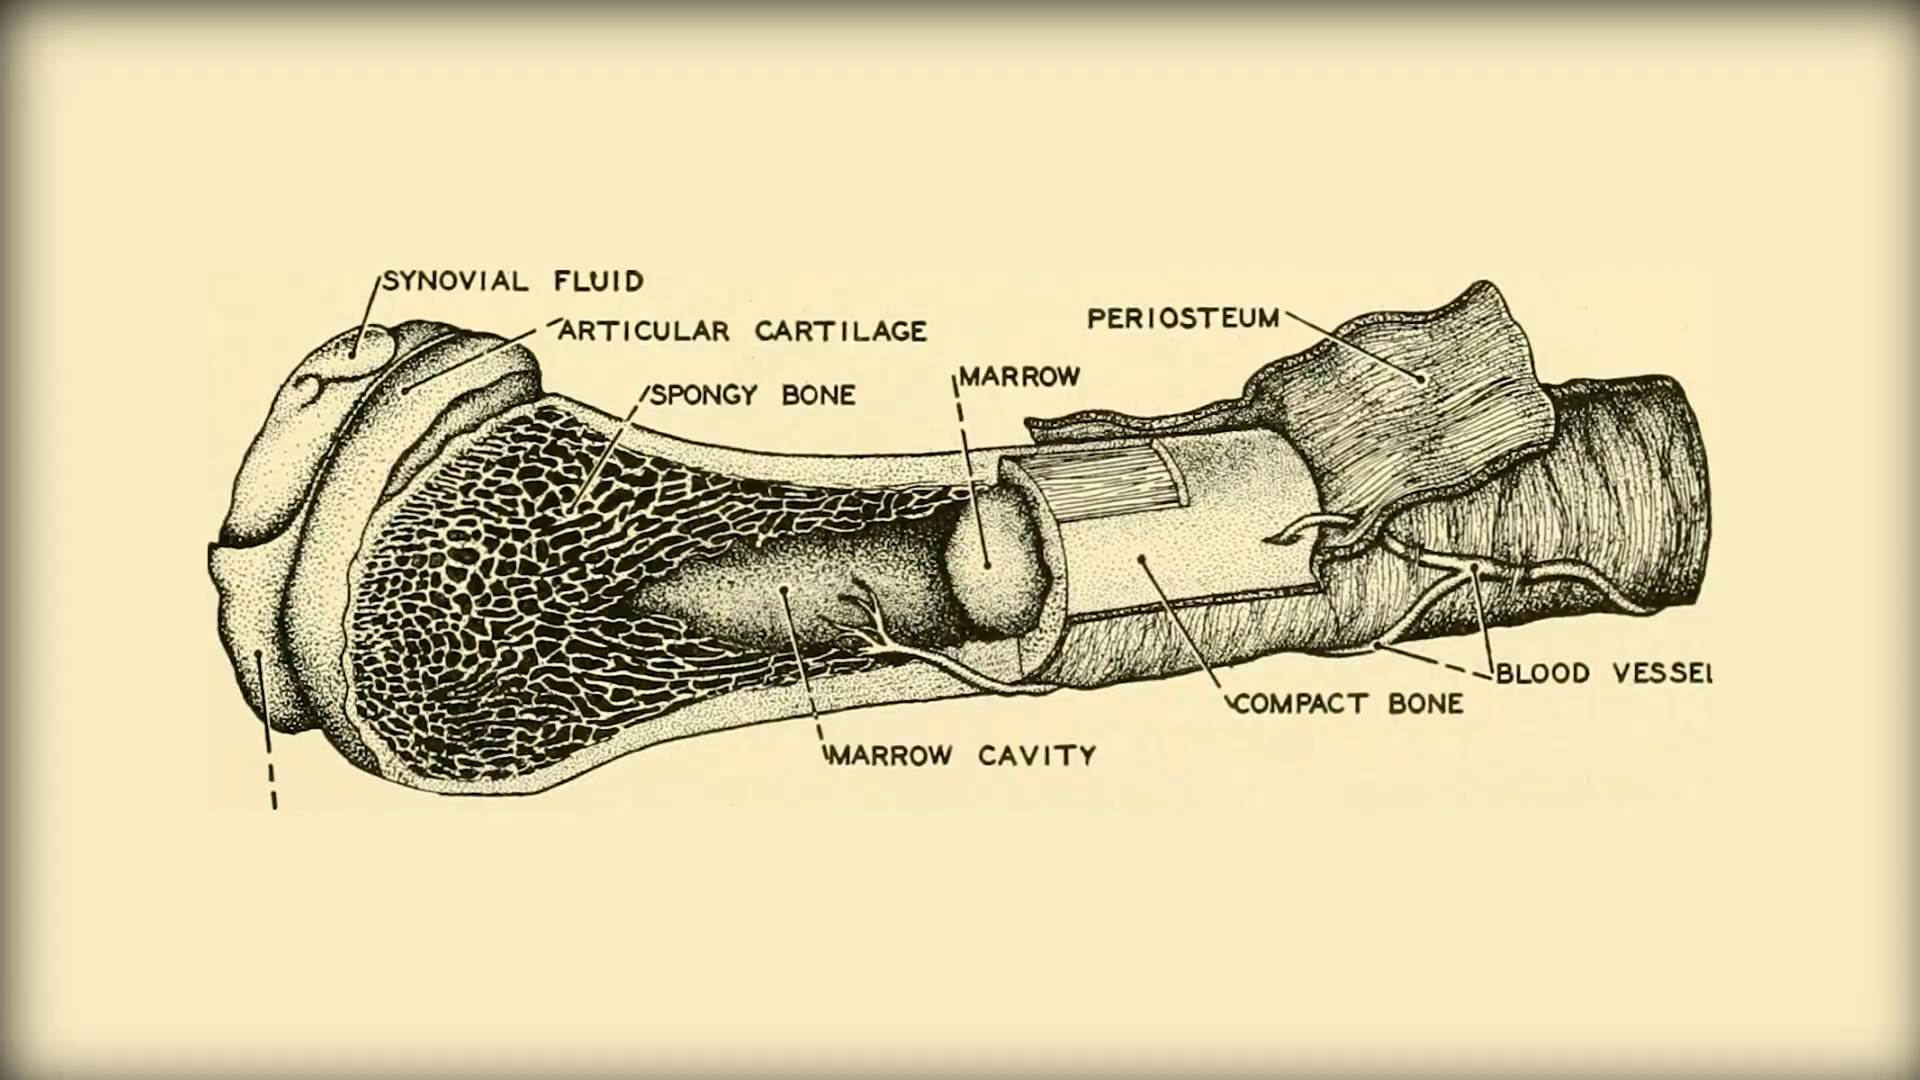 SYNOVIAL FLUID
ARTICULAR CARTILAGE
PERIOSTEUM
MARROW
SPONGY BONE
BLOOD VESSEL
COMPACT BONE
MARROW CAVITY